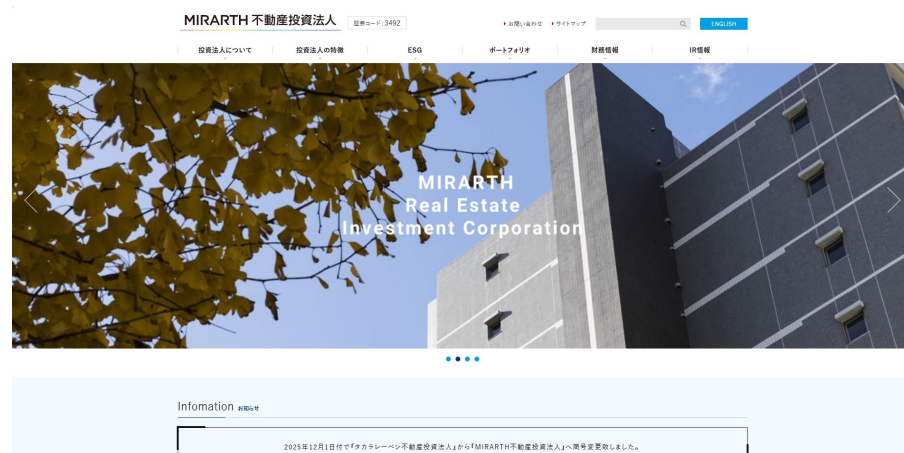 MIRARTH 不動産投資法人
証券コード：3492
お問い合わせ
サイトマップ
ENGLISH
投資法人について
投資法人の特徴
ESG
ポートフォリオ
財務情報
IR情報
MIRARTH
Real Estate
Investment Corporation
Infomation お知らせ
2025年12月1日付で『タカラレーベン不動産投資法人』から『MIRARTH不動産投資法人』へ商号変更致しました。